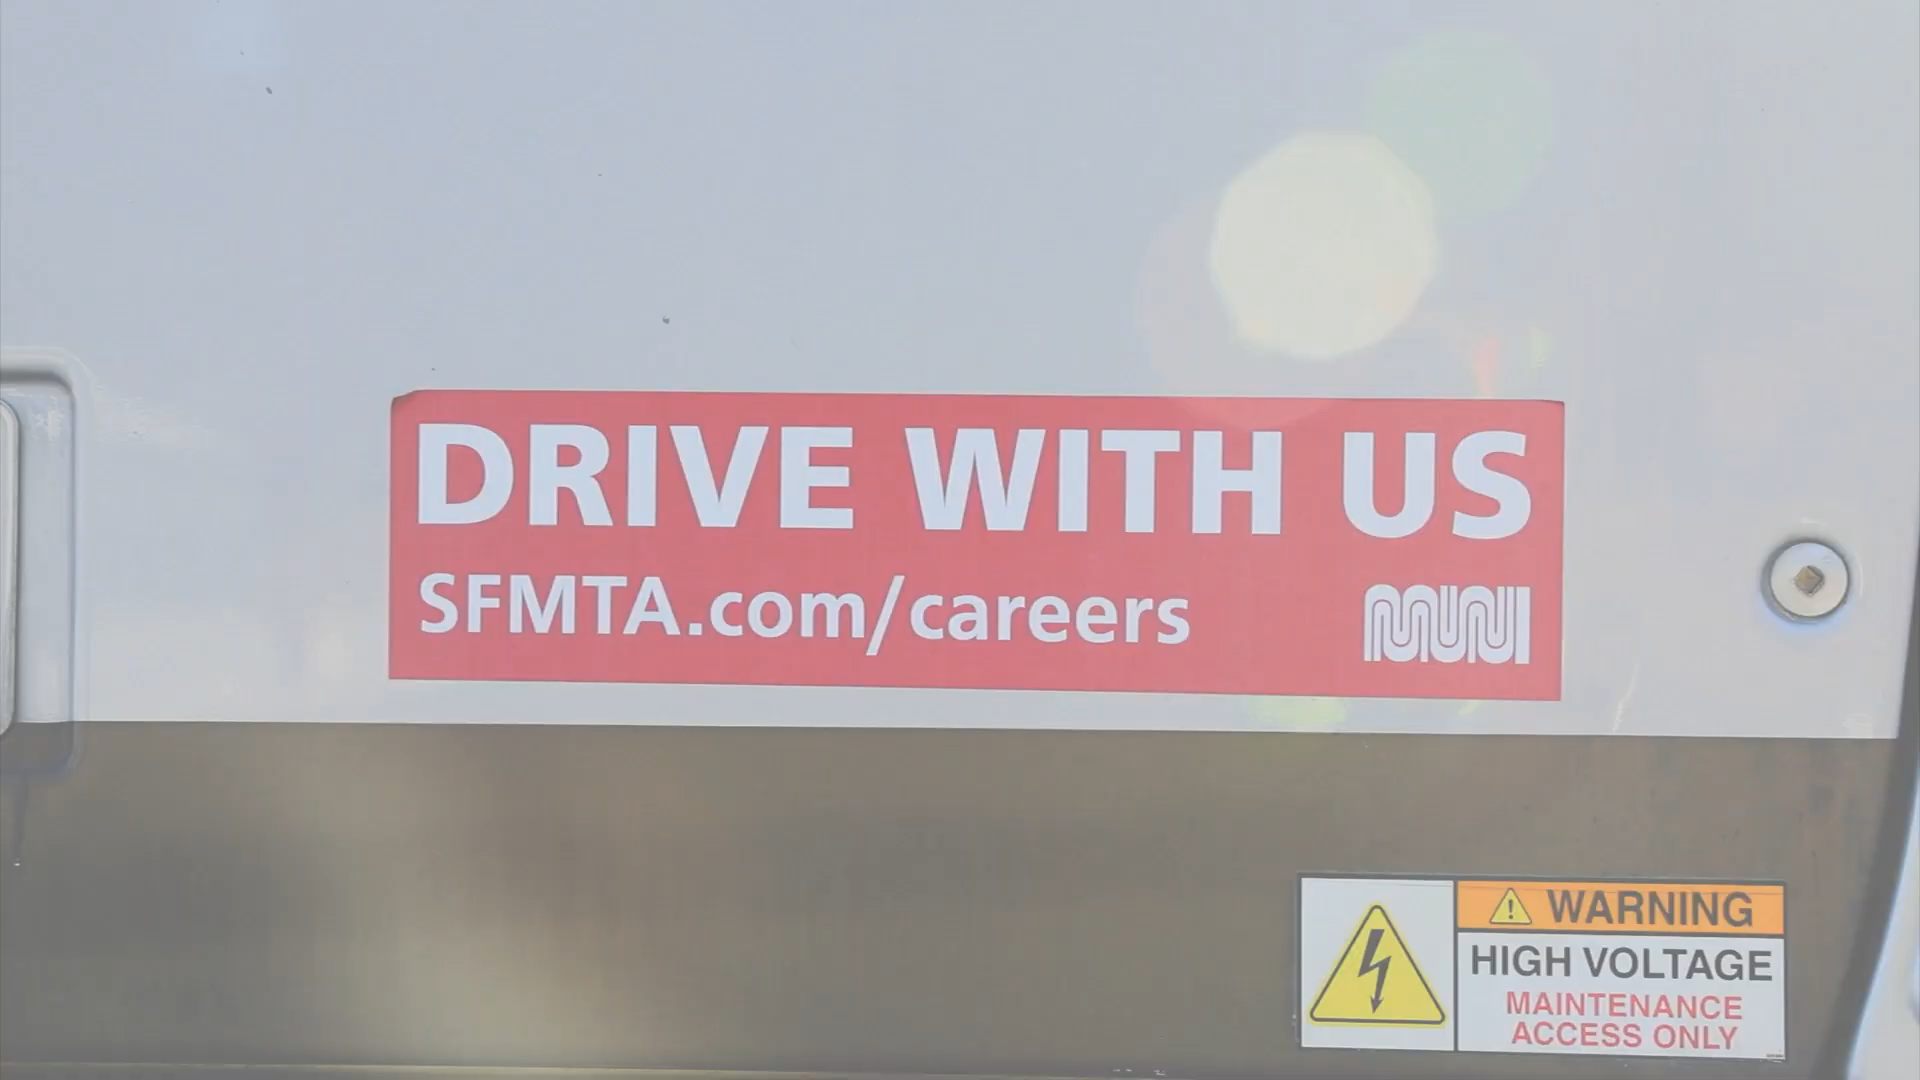 DRIVE WITH US
SFMTA.com/careers
MUNI
WARNING
HIGH VOLTAGE
MAINTENANCE
ACCESS ONLY